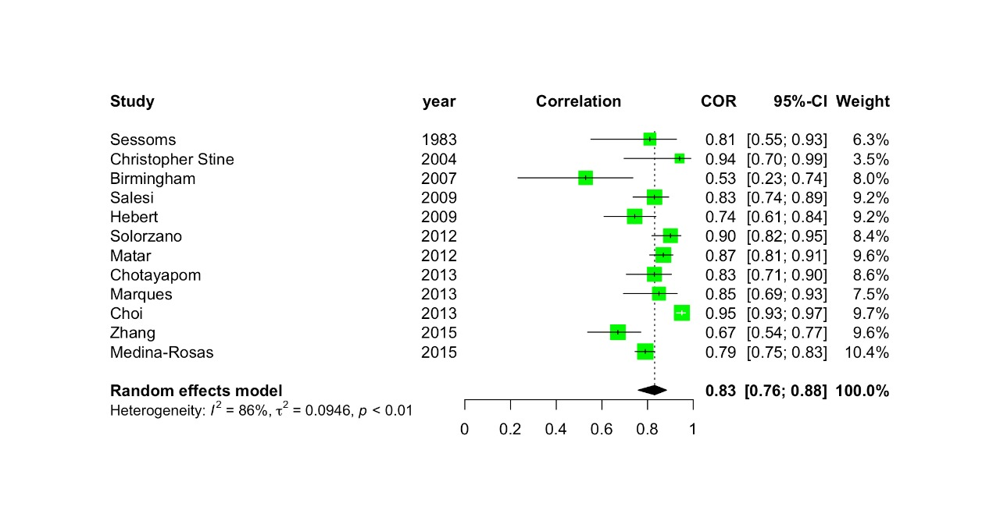 Study year Correlation COR 95%-CI Weight
Sessoms 1983 0.81 [0.55; 0.93] 6.3%
Christopher Stine 2004 0.94 [0.70; 0.99] 3.5%
Birmingham 2007 0.53 [0.23; 0.74] 8.0%
Salesi 2009 0.83 [0.74; 0.89] 9.2%
Hebert 2009 0.74 [0.61; 0.84] 9.2%
Solorzano 2012 0.90 [0.82; 0.95] 8.4%
Matar 2012 0.87 [0.81; 0.91] 9.6%
Chotayapom 2013 0.83 [0.71; 0.90] 8.6%
Marques 2013 0.85 [0.69; 0.93] 7.5%
Choi 2013 0.95 [0.93; 0.97] 9.7%
Zhang 2015 0.67 [0.54; 0.77] 9.6%
Medina-Rosas 2015 0.79 [0.75; 0.83] 10.4%
Random effects model 0.83 [0.76; 0.88] 100.0%
Heterogeneity: I² = 86%, τ² = 0.0946, p < 0.01
0 0.2 0.4 0.6 0.8 1